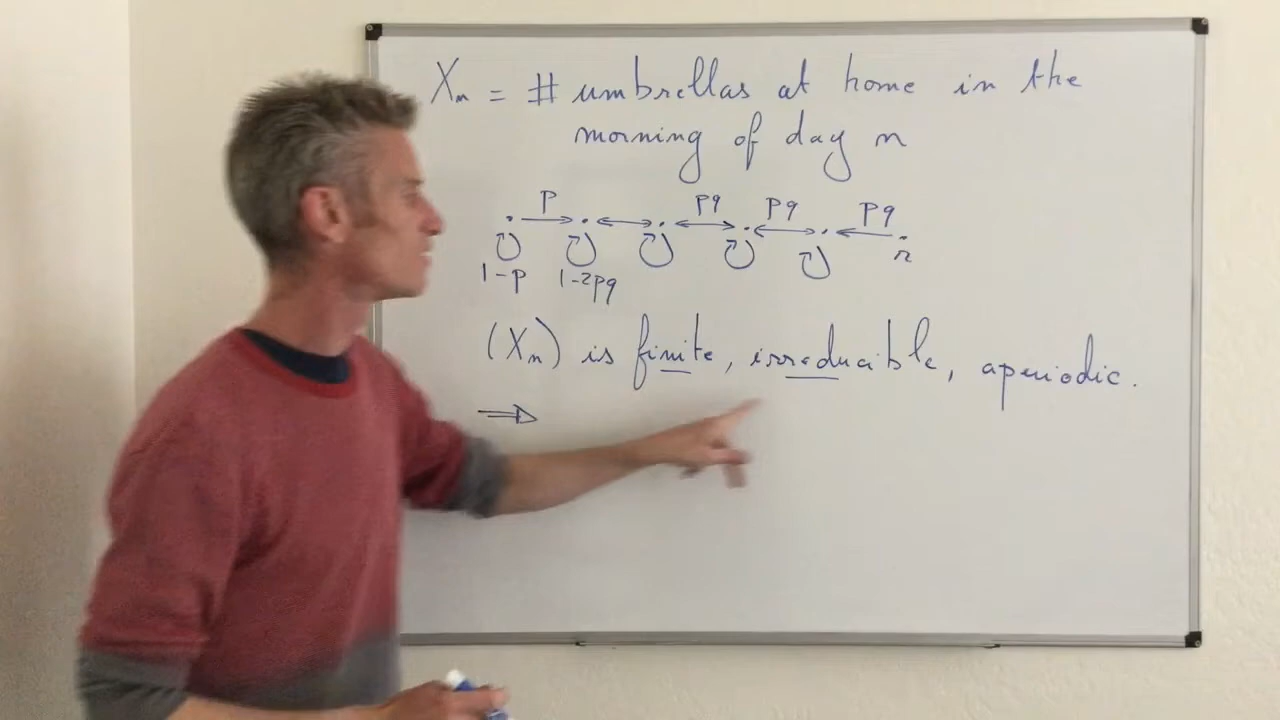 Xn = # umbrellas at home in the
morning of day n
p pq pq pq
1-p 1-2pq r
(Xn) is finite, irreducible, aperiodic.
⇒